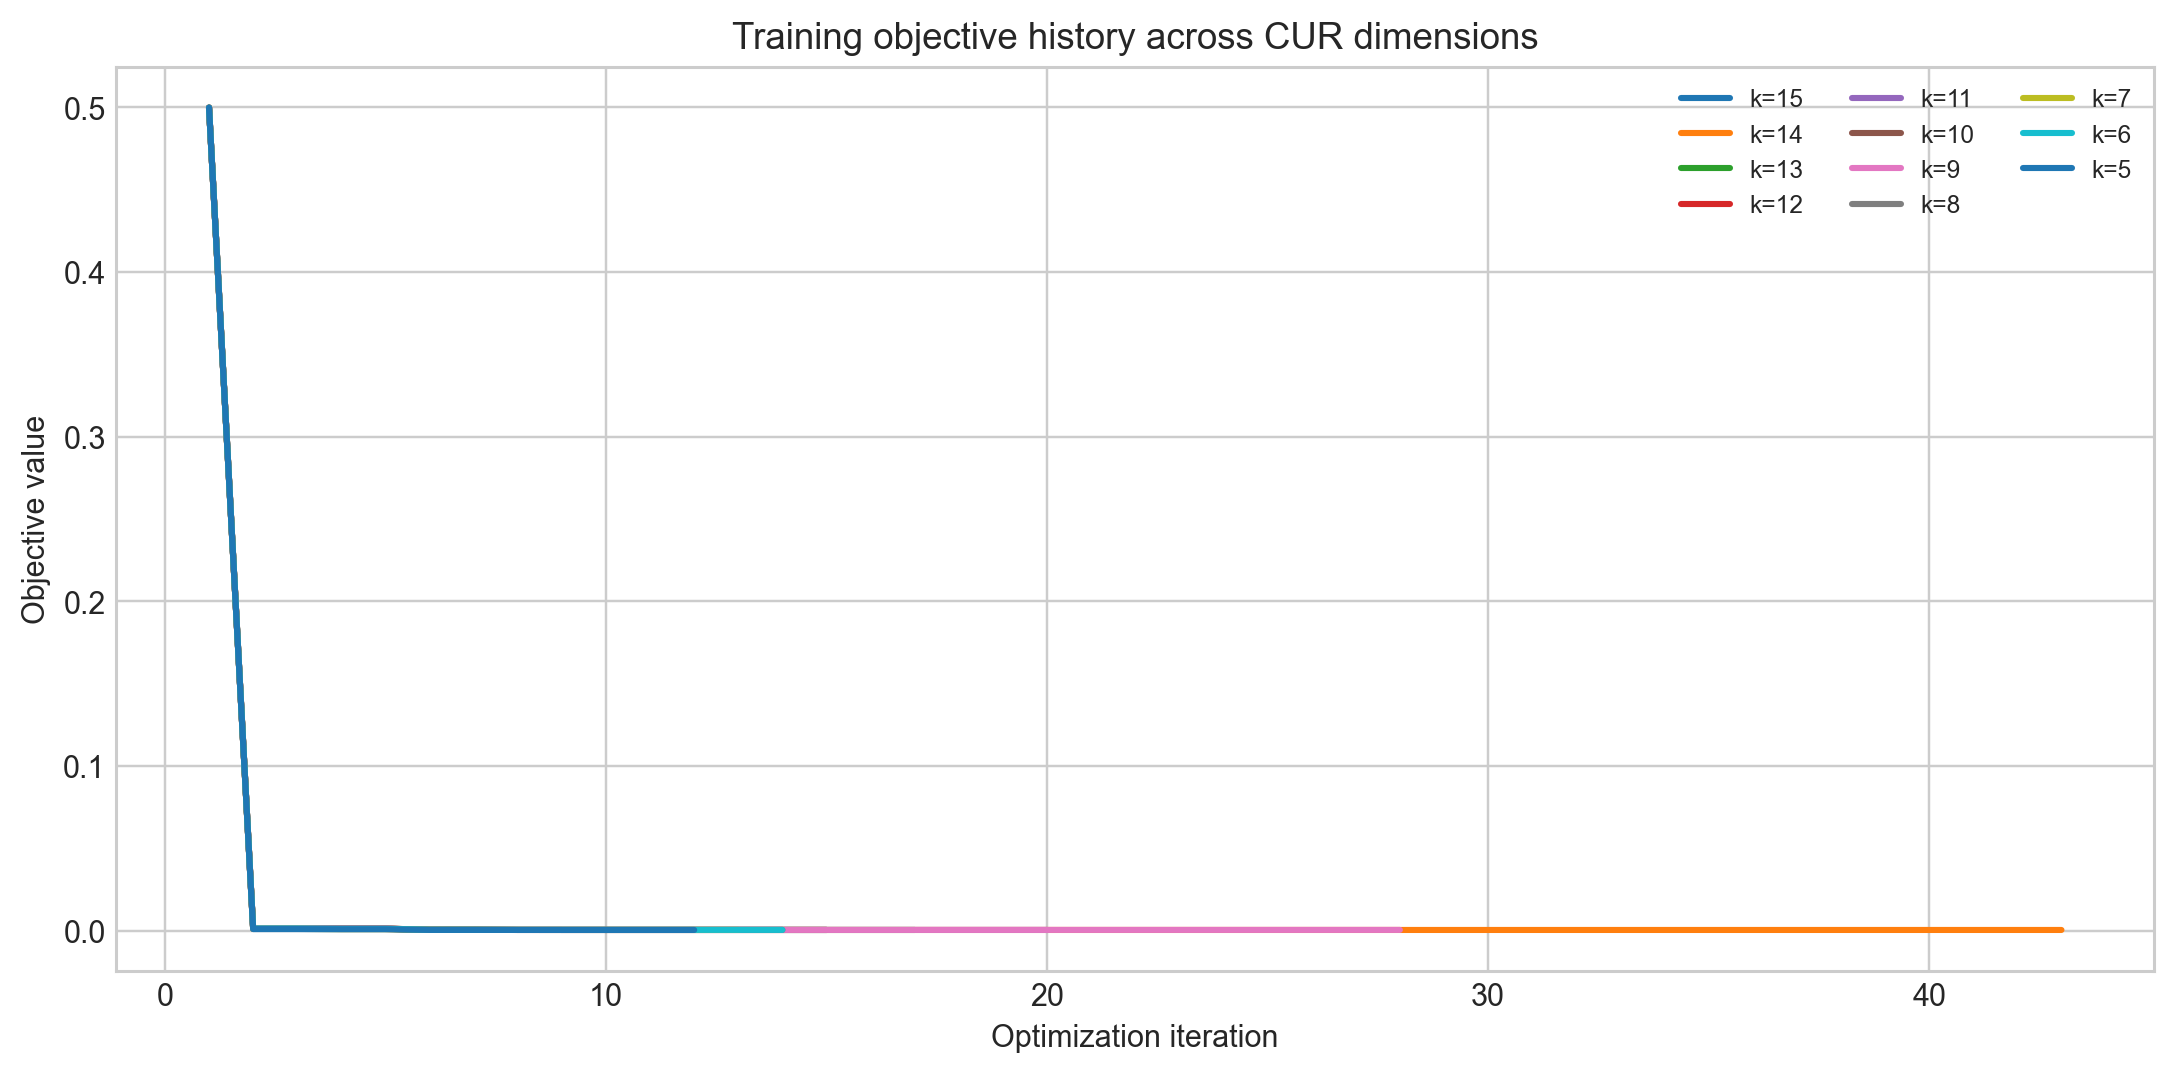 Training objective history across CUR dimensions
k=15
k=14
k=13
k=12
k=11
k=10
k=9
k=8
k=7
k=6
k=5
0.5
0.4
0.3
0.2
0.1
0.0
Objective value
0 10 20 30 40
Optimization iteration